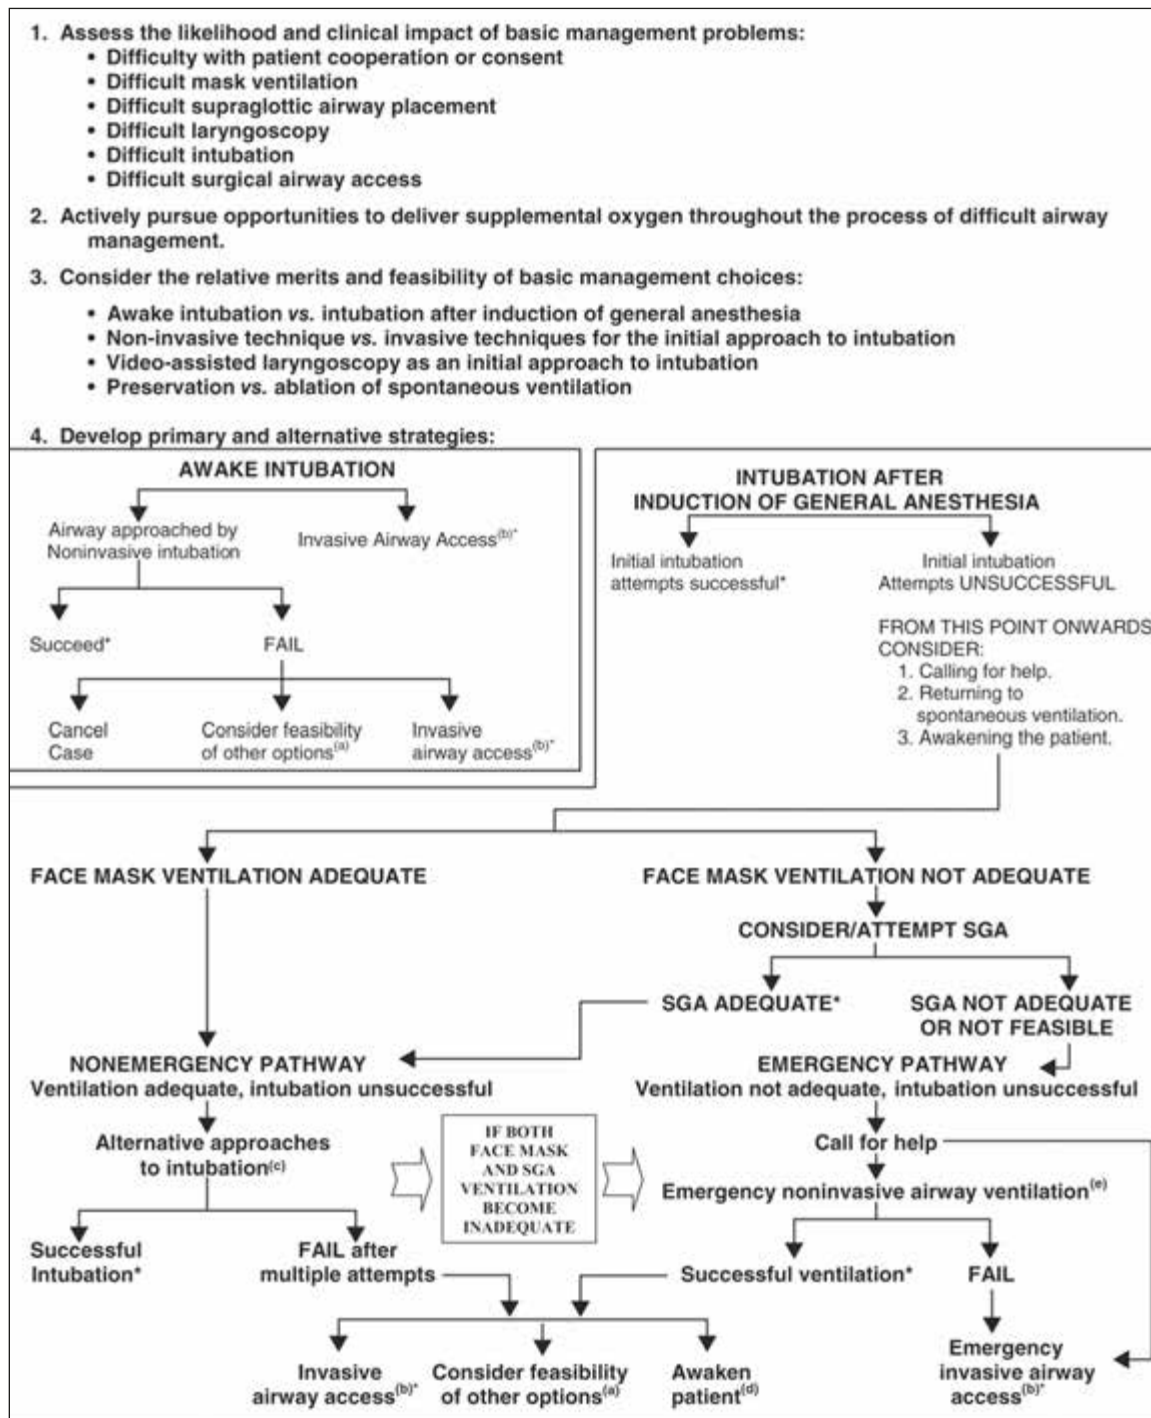 1. Assess the likelihood and clinical impact of basic management problems:
• Difficulty with patient cooperation or consent
• Difficult mask ventilation
• Difficult supraglottic airway placement
• Difficult laryngoscopy
• Difficult intubation
• Difficult surgical airway access
2. Actively pursue opportunities to deliver supplemental oxygen throughout the process of difficult airway
management.
3. Consider the relative merits and feasibility of basic management choices:
• Awake intubation vs. intubation after induction of general anesthesia
• Non-invasive technique vs. invasive techniques for the initial approach to intubation
• Video-assisted laryngoscopy as an initial approach to intubation
• Preservation vs. ablation of spontaneous ventilation
4. Develop primary and alternative strategies:
AWAKE INTUBATION
Airway approached by
Noninvasive intubation
Invasive Airway Access(b)*
Succeed*
FAIL
Cancel
Case
Consider feasibility
of other options(a)
Invasive
airway access(b)*
INTUBATION AFTER
INDUCTION OF GENERAL ANESTHESIA
Initial intubation
attempts successful*
Initial intubation
Attempts UNSUCCESSFUL
FROM THIS POINT ONWARDS
CONSIDER:
1. Calling for help.
2. Returning to
spontaneous ventilation.
3. Awakening the patient.
FACE MASK VENTILATION ADEQUATE
FACE MASK VENTILATION NOT ADEQUATE
CONSIDER/ATTEMPT SGA
SGA ADEQUATE*
SGA NOT ADEQUATE
OR NOT FEASIBLE
NONEMERGENCY PATHWAY
Ventilation adequate, intubation unsuccessful
EMERGENCY PATHWAY
Ventilation not adequate, intubation unsuccessful
Alternative approaches
to intubation(c)
IF BOTH
FACE MASK
AND SGA
VENTILATION
BECOME
INADEQUATE
Call for help
Emergency noninvasive airway ventilation(e)
Successful
Intubation*
FAIL after
multiple attempts
Successful ventilation*
FAIL
Invasive
airway access(b)*
Consider feasibility
of other options(a)
Awaken
patient(d)
Emergency
invasive airway
access(b)*